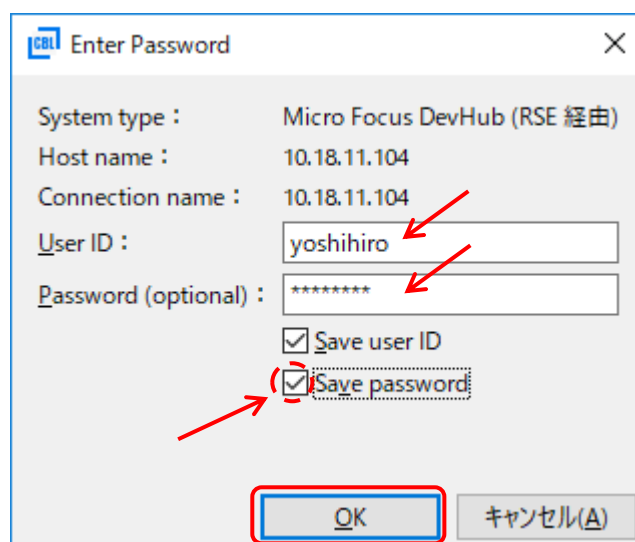 CBL Enter Password
System type： Micro Focus DevHub (RSE 経由)
Host name： 10.18.11.104
Connection name： 10.18.11.104
User ID： yoshihiro
Password (optional)： ********
Save user ID
Save password
OK キャンセル(A)